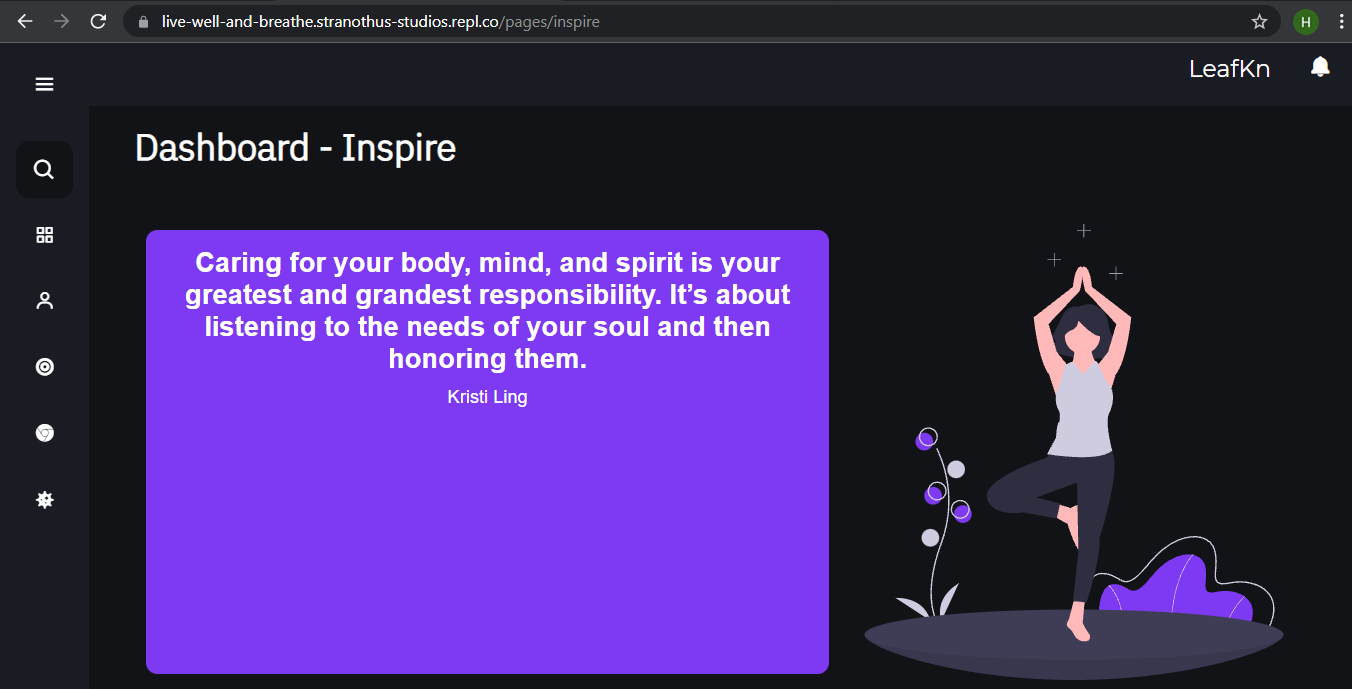 live-well-and-breathe.stranothus-studios.repl.co/pages/inspire
H
LeafKn
Dashboard - Inspire
Caring for your body, mind, and spirit is your
greatest and grandest responsibility. It’s about
listening to the needs of your soul and then
honoring them.
Kristi Ling